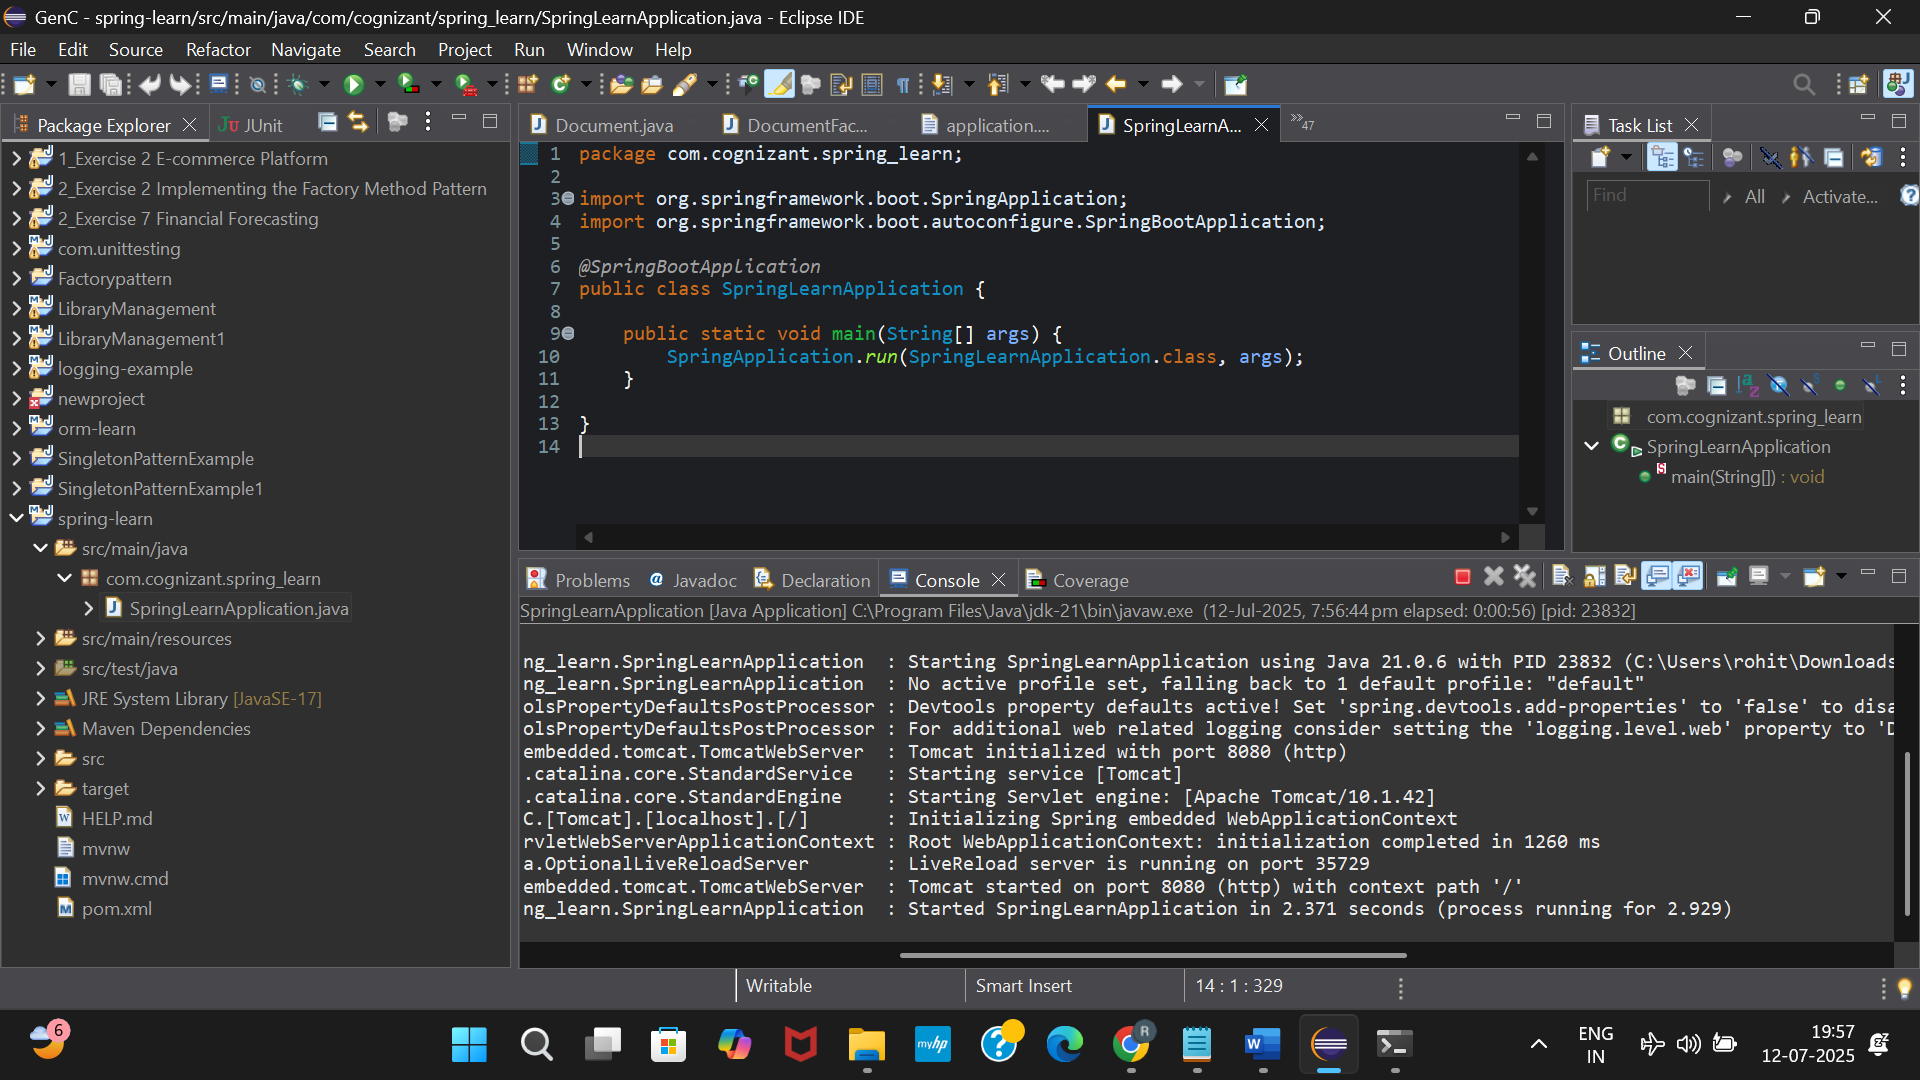 GenC - spring-learn/src/main/java/com/cognizant/spring_learn/SpringLearnApplication.java - Eclipse IDE
File Edit Source Refactor Navigate Search Project Run Window Help
Package Explorer
JUnit
1_Exercise 2 E-commerce Platform
2_Exercise 2 Implementing the Factory Method Pattern
2_Exercise 7 Financial Forecasting
com.unittesting
Factorypattern
LibraryManagement
LibraryManagement1
logging-example
newproject
orm-learn
SingletonPatternExample
SingletonPatternExample1
spring-learn
src/main/java
com.cognizant.spring_learn
SpringLearnApplication.java
src/main/resources
src/test/java
JRE System Library [JavaSE-17]
Maven Dependencies
src
target
HELP.md
mvnw
mvnw.cmd
pom.xml
Document.java DocumentFac... application.... SpringLearnA... »47
1 package com.cognizant.spring_learn;
2
3 import org.springframework.boot.SpringApplication;
4 import org.springframework.boot.autoconfigure.SpringBootApplication;
5
6 @SpringBootApplication
7 public class SpringLearnApplication {
8
9 public static void main(String[] args) {
10 SpringApplication.run(SpringLearnApplication.class, args);
11 }
12
13 }
14
Task List
Find All Activate...
Outline
com.cognizant.spring_learn
SpringLearnApplication
main(String[]) : void
Problems @ Javadoc Declaration Console Coverage
SpringLearnApplication [Java Application] C:\Program Files\Java\jdk-21\bin\javaw.exe (12-Jul-2025, 7:56:44 pm elapsed: 0:00:56) [pid: 23832]
ng_learn.SpringLearnApplication : Starting SpringLearnApplication using Java 21.0.6 with PID 23832 (C:\Users\rohit\Downloads
ng_learn.SpringLearnApplication : No active profile set, falling back to 1 default profile: "default"
olsPropertyDefaultsPostProcessor : Devtools property defaults active! Set 'spring.devtools.add-properties' to 'false' to disa
olsPropertyDefaultsPostProcessor : For additional web related logging consider setting the 'logging.level.web' property to 'D
embedded.tomcat.TomcatWebServer : Tomcat initialized with port 8080 (http)
.catalina.core.StandardService : Starting service [Tomcat]
.catalina.core.StandardEngine : Starting Servlet engine: [Apache Tomcat/10.1.42]
C.[Tomcat].[localhost].[/] : Initializing Spring embedded WebApplicationContext
rvletWebServerApplicationContext : Root WebApplicationContext: initialization completed in 1260 ms
a.OptionalLiveReloadServer : LiveReload server is running on port 35729
embedded.tomcat.TomcatWebServer : Tomcat started on port 8080 (http) with context path '/'
ng_learn.SpringLearnApplication : Started SpringLearnApplication in 2.371 seconds (process running for 2.929)
Writable Smart Insert 14 : 1 : 329
6
myhp
R
ENG
IN
19:57
12-07-2025